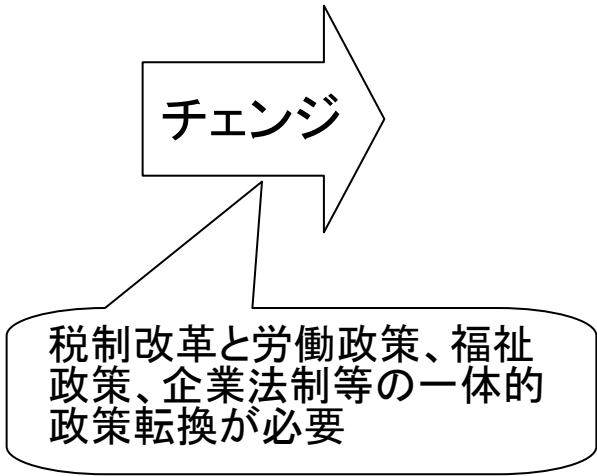 チェンジ
税制改革と労働政策、福祉
政策、企業法制等の一体的
政策転換が必要